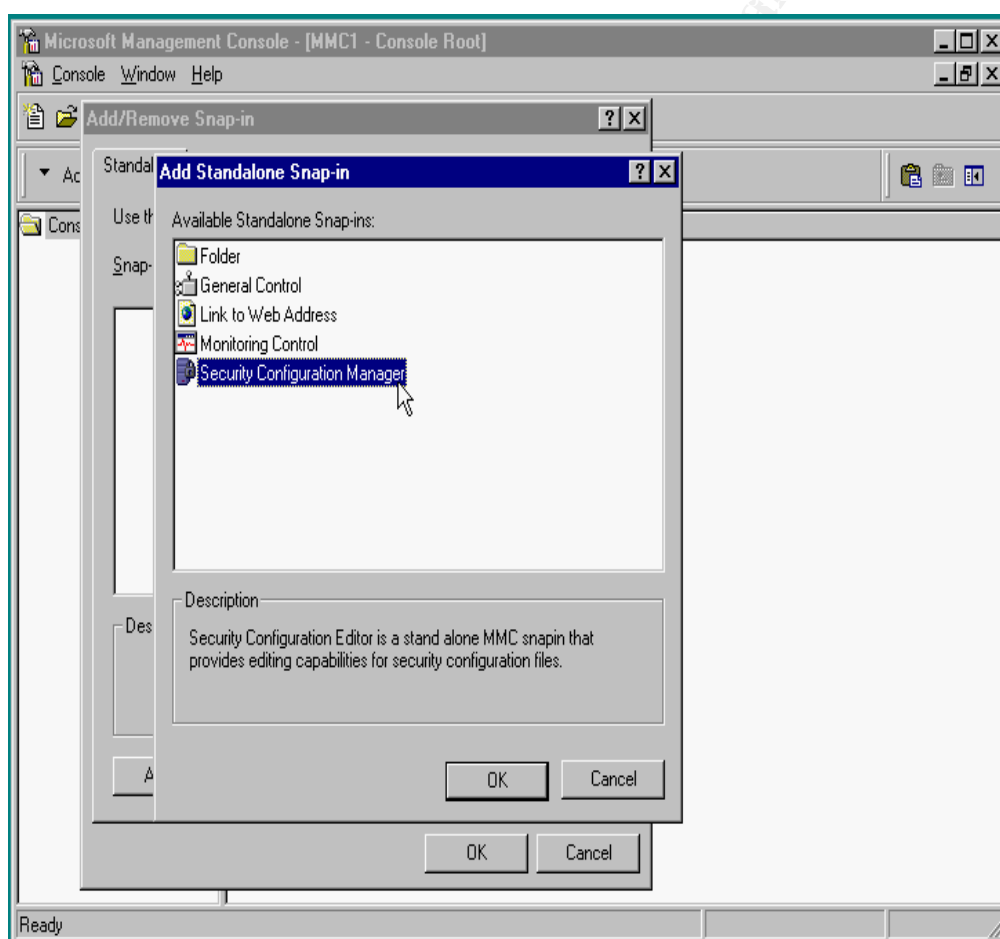 Microsoft Management Console - [MMC1 - Console Root]
Console Window Help
Add/Remove Snap-in
Add Standalone Snap-in
Available Standalone Snap-ins:
Folder
General Control
Link to Web Address
Monitoring Control
Security Configuration Manager
Description
Security Configuration Editor is a stand alone MMC snapin that
provides editing capabilities for security configuration files.
OK Cancel
OK Cancel
Ac
Standal
Use th
Cons
Snap-
Des
A
Ready